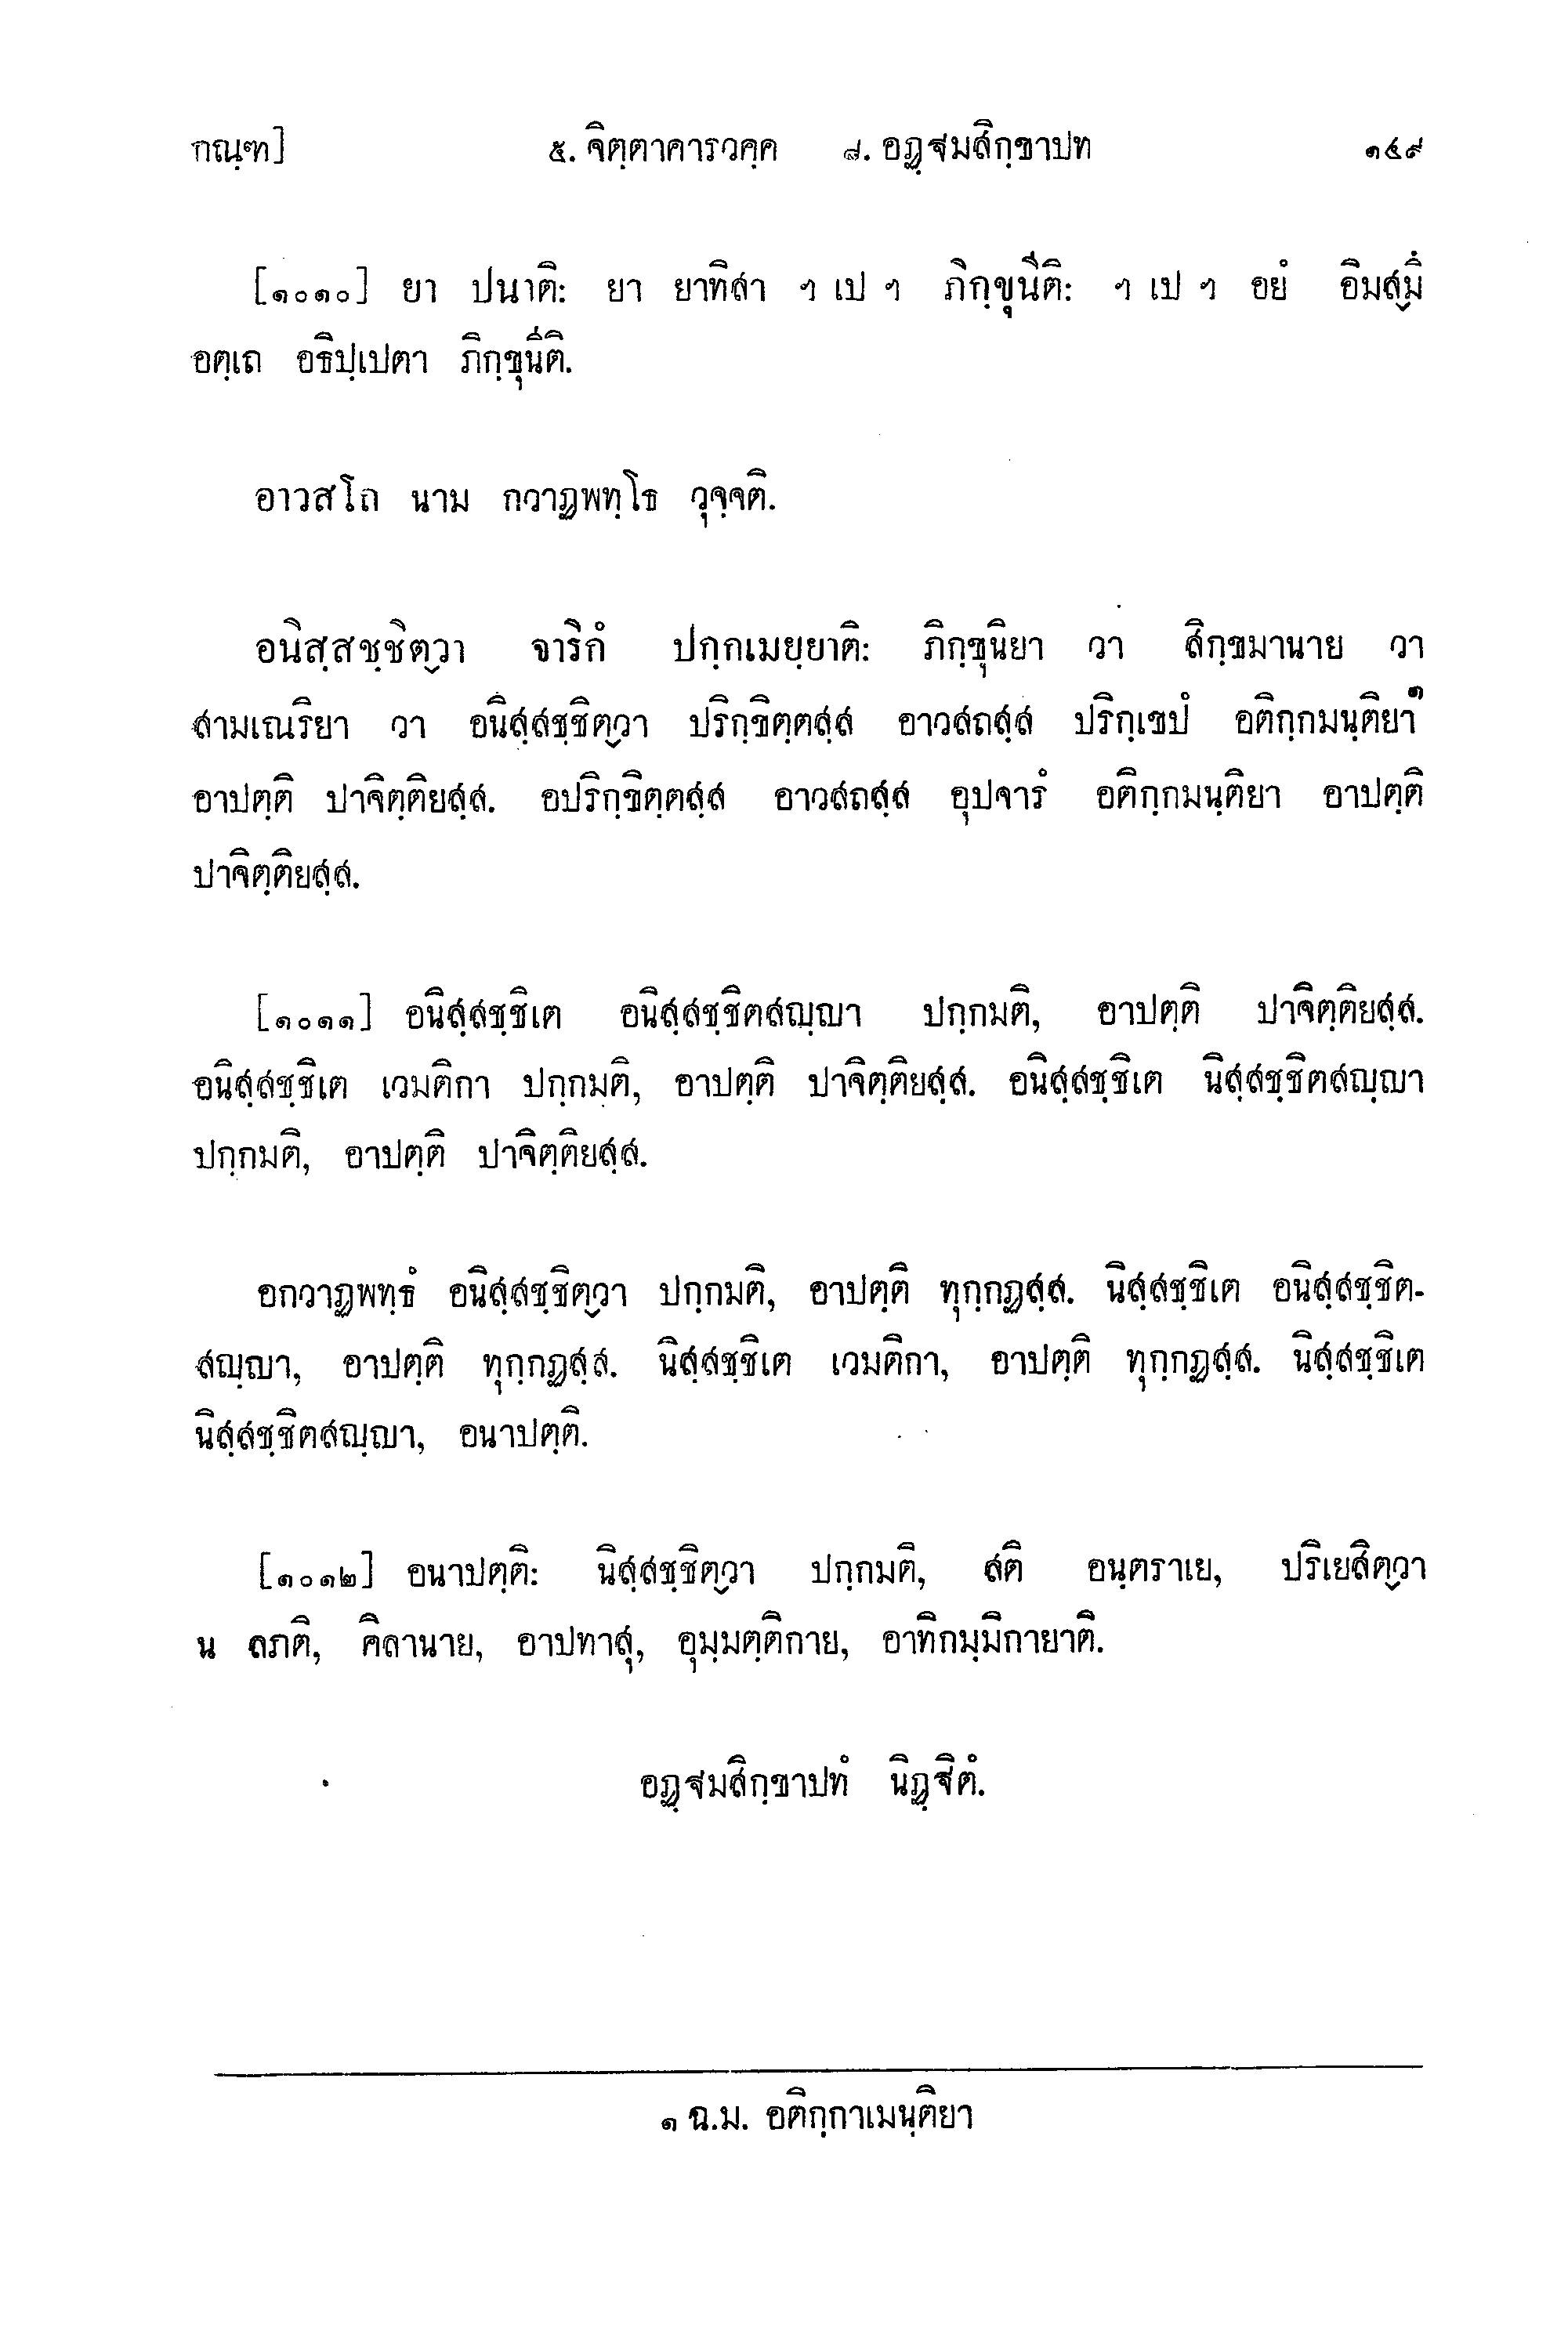 กณฺฑ] ๕. จิตฺตาคารวคฺค ๘. อฏฺฐมสิกฺขาปท ๑๔๙
[๑๐๑๐] ยา ปนาติ: ยา ยาทิสา ฯ เป ฯ ภิกฺขุนีติ: ฯ เป ฯ อยํ อิมสฺมึ
อตฺเถ อธิปฺเปตา ภิกฺขุนีติ.
อาวสโถ นาม กวาฏพทฺโธ วุจฺจติ.
อนิสฺสชฺชิตฺวา จาริกํ ปกฺกเมยฺยาติ: ภิกฺขุนิยา วา สิกฺขมานาย วา
สามเณริยา วา อนิสฺสชฺชิตฺวา ปริกฺขิตฺตสฺส อาวสถสฺส ปริกฺเขปํ อติกฺกมนฺติยา๑
อาปตฺติ ปาจิตฺติยสฺส. อปริกฺขิตฺตสฺส อาวสถสฺส อุปจารํ อติกฺกมนฺติยา อาปตฺติ
ปาจิตฺติยสฺส.
[๑๐๑๑] อนิสฺสชฺชิเต อนิสฺสชฺชิตสญฺญา ปกฺกมติ, อาปตฺติ ปาจิตฺติยสฺส.
อนิสฺสชฺชิเต เวมติกา ปกฺกมติ, อาปตฺติ ปาจิตฺติยสฺส. อนิสฺสชฺชิเต นิสฺสชฺชิตสญฺญา
ปกฺกมติ, อาปตฺติ ปาจิตฺติยสฺส.
อกวาฏพทฺธํ อนิสฺสชฺชิตฺวา ปกฺกมติ, อาปตฺติ ทุกฺกฏสฺส. นิสฺสชฺชิเต อนิสฺสชฺชิต-
สญฺญา, อาปตฺติ ทุกฺกฏสฺส. นิสฺสชฺชิเต เวมติกา, อาปตฺติ ทุกฺกฏสฺส. นิสฺสชฺชิเต
นิสฺสชฺชิตสญฺญา, อนาปตฺติ.
[๑๐๑๒] อนาปตฺติ: นิสฺสชฺชิตฺวา ปกฺกมติ, สติ อนฺตราเย, ปริเยสิตฺวา
น ลภติ, คิลานาย, อาปทาสุ, อุมฺมตฺติกาย, อาทิกมฺมิกายาติ.
อฏฺฐมสิกฺขาปทํ นิฏฺฐิตํ.
๑ ฉ.ม. อติกฺกาเมนฺติยา